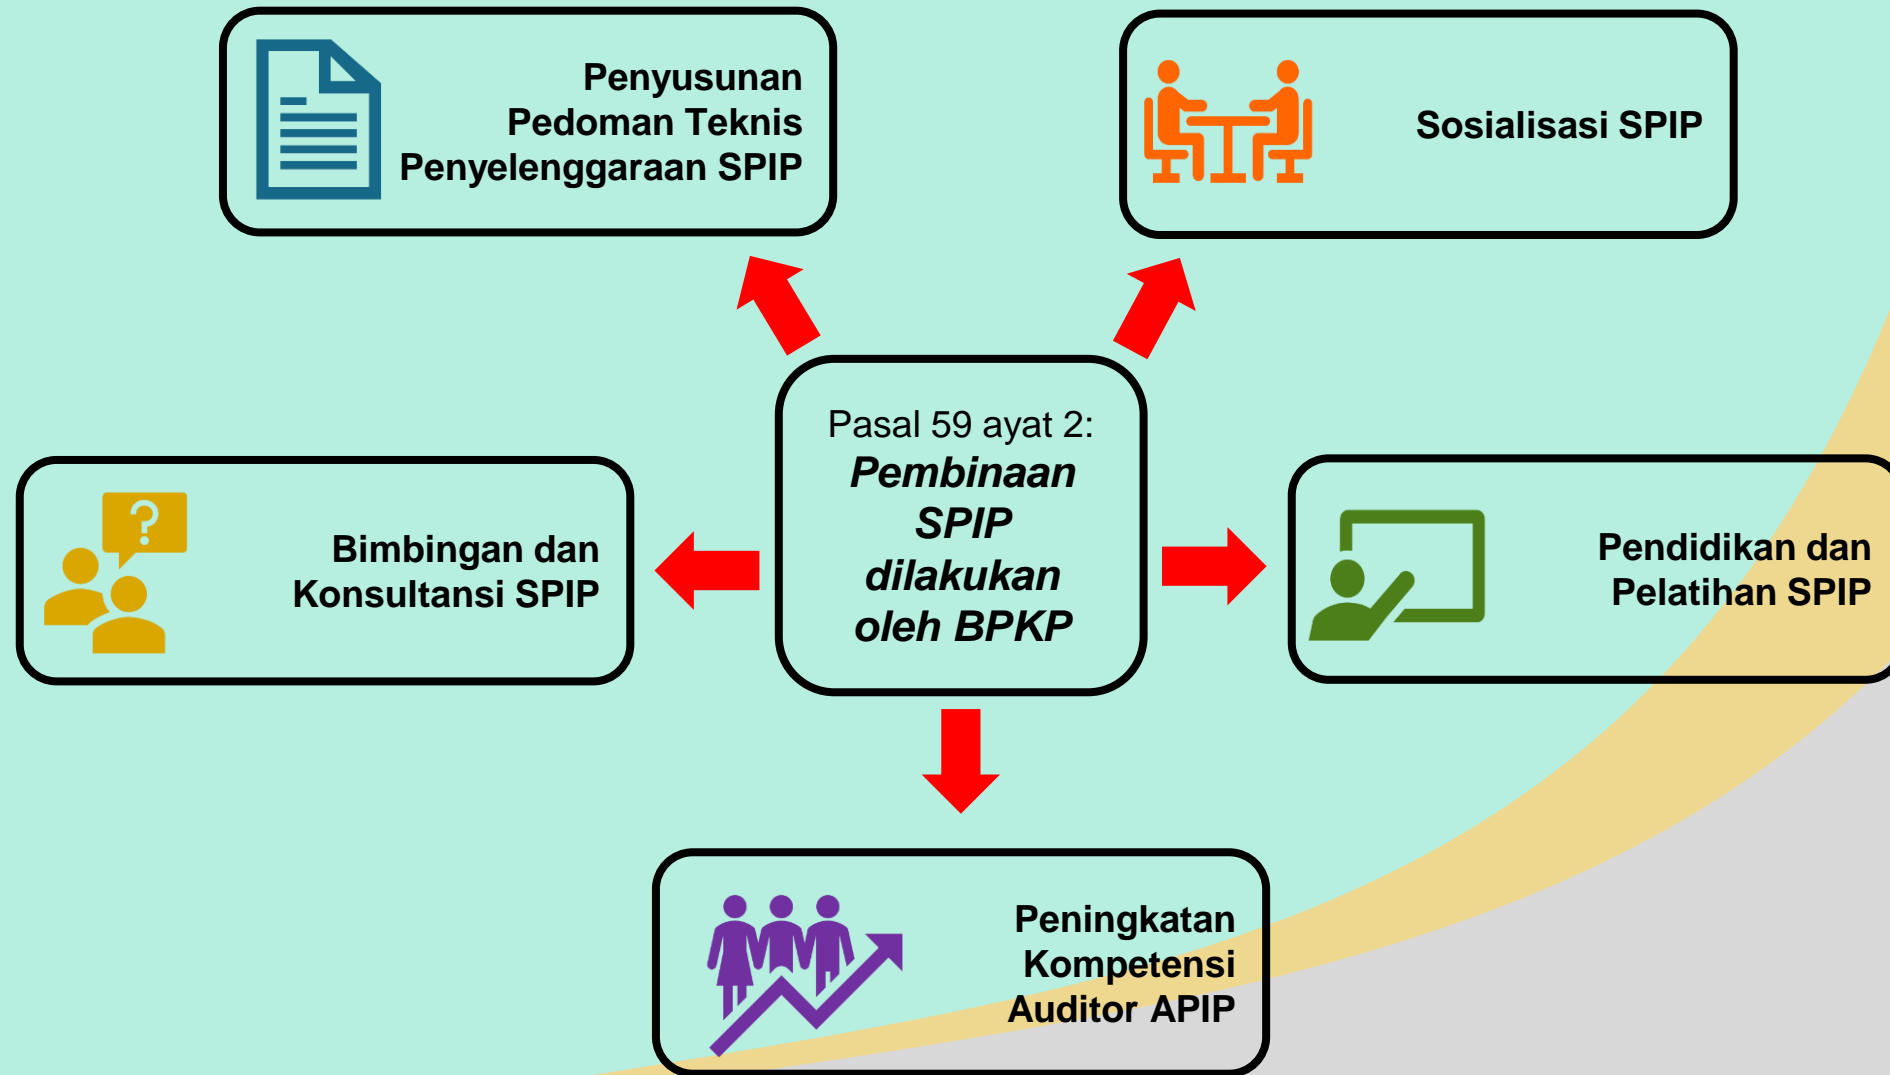 Penyusunan
Pedoman Teknis
Penyelenggaraan SPIP
Sosialisasi SPIP
Pasal 59 ayat 2:
Pembinaan
SPIP
dilakukan
oleh BPKP
?
Bimbingan dan
Konsultansi SPIP
Pendidikan dan
Pelatihan SPIP
Peningkatan
Kompetensi
Auditor APIP